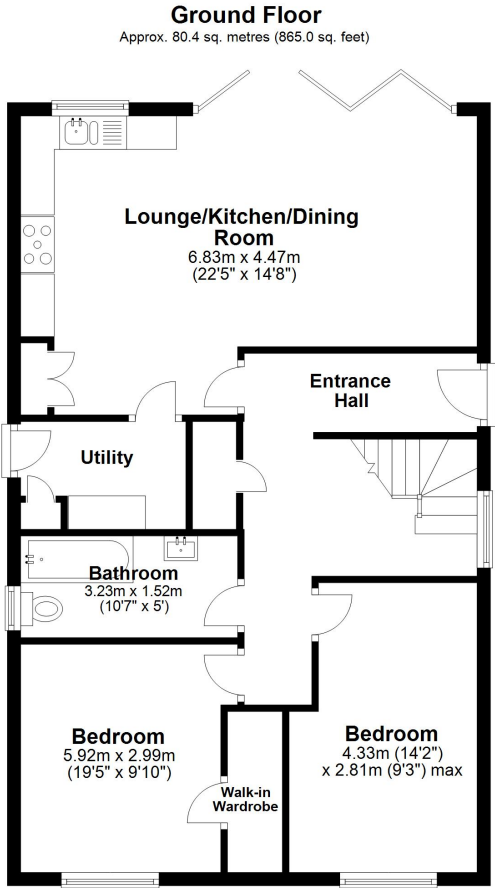 Ground Floor
Approx. 80.4 sq. metres (865.0 sq. feet)
Lounge/Kitchen/Dining
Room
6.83m x 4.47m
(22'5" x 14'8")
Entrance
Hall
Utility
Bathroom
3.23m x 1.52m
(10'7" x 5')
Bedroom
5.92m x 2.99m
(19'5" x 9'10")
Walk-in
Wardrobe
Bedroom
4.33m (14'2")
x 2.81m (9'3") max